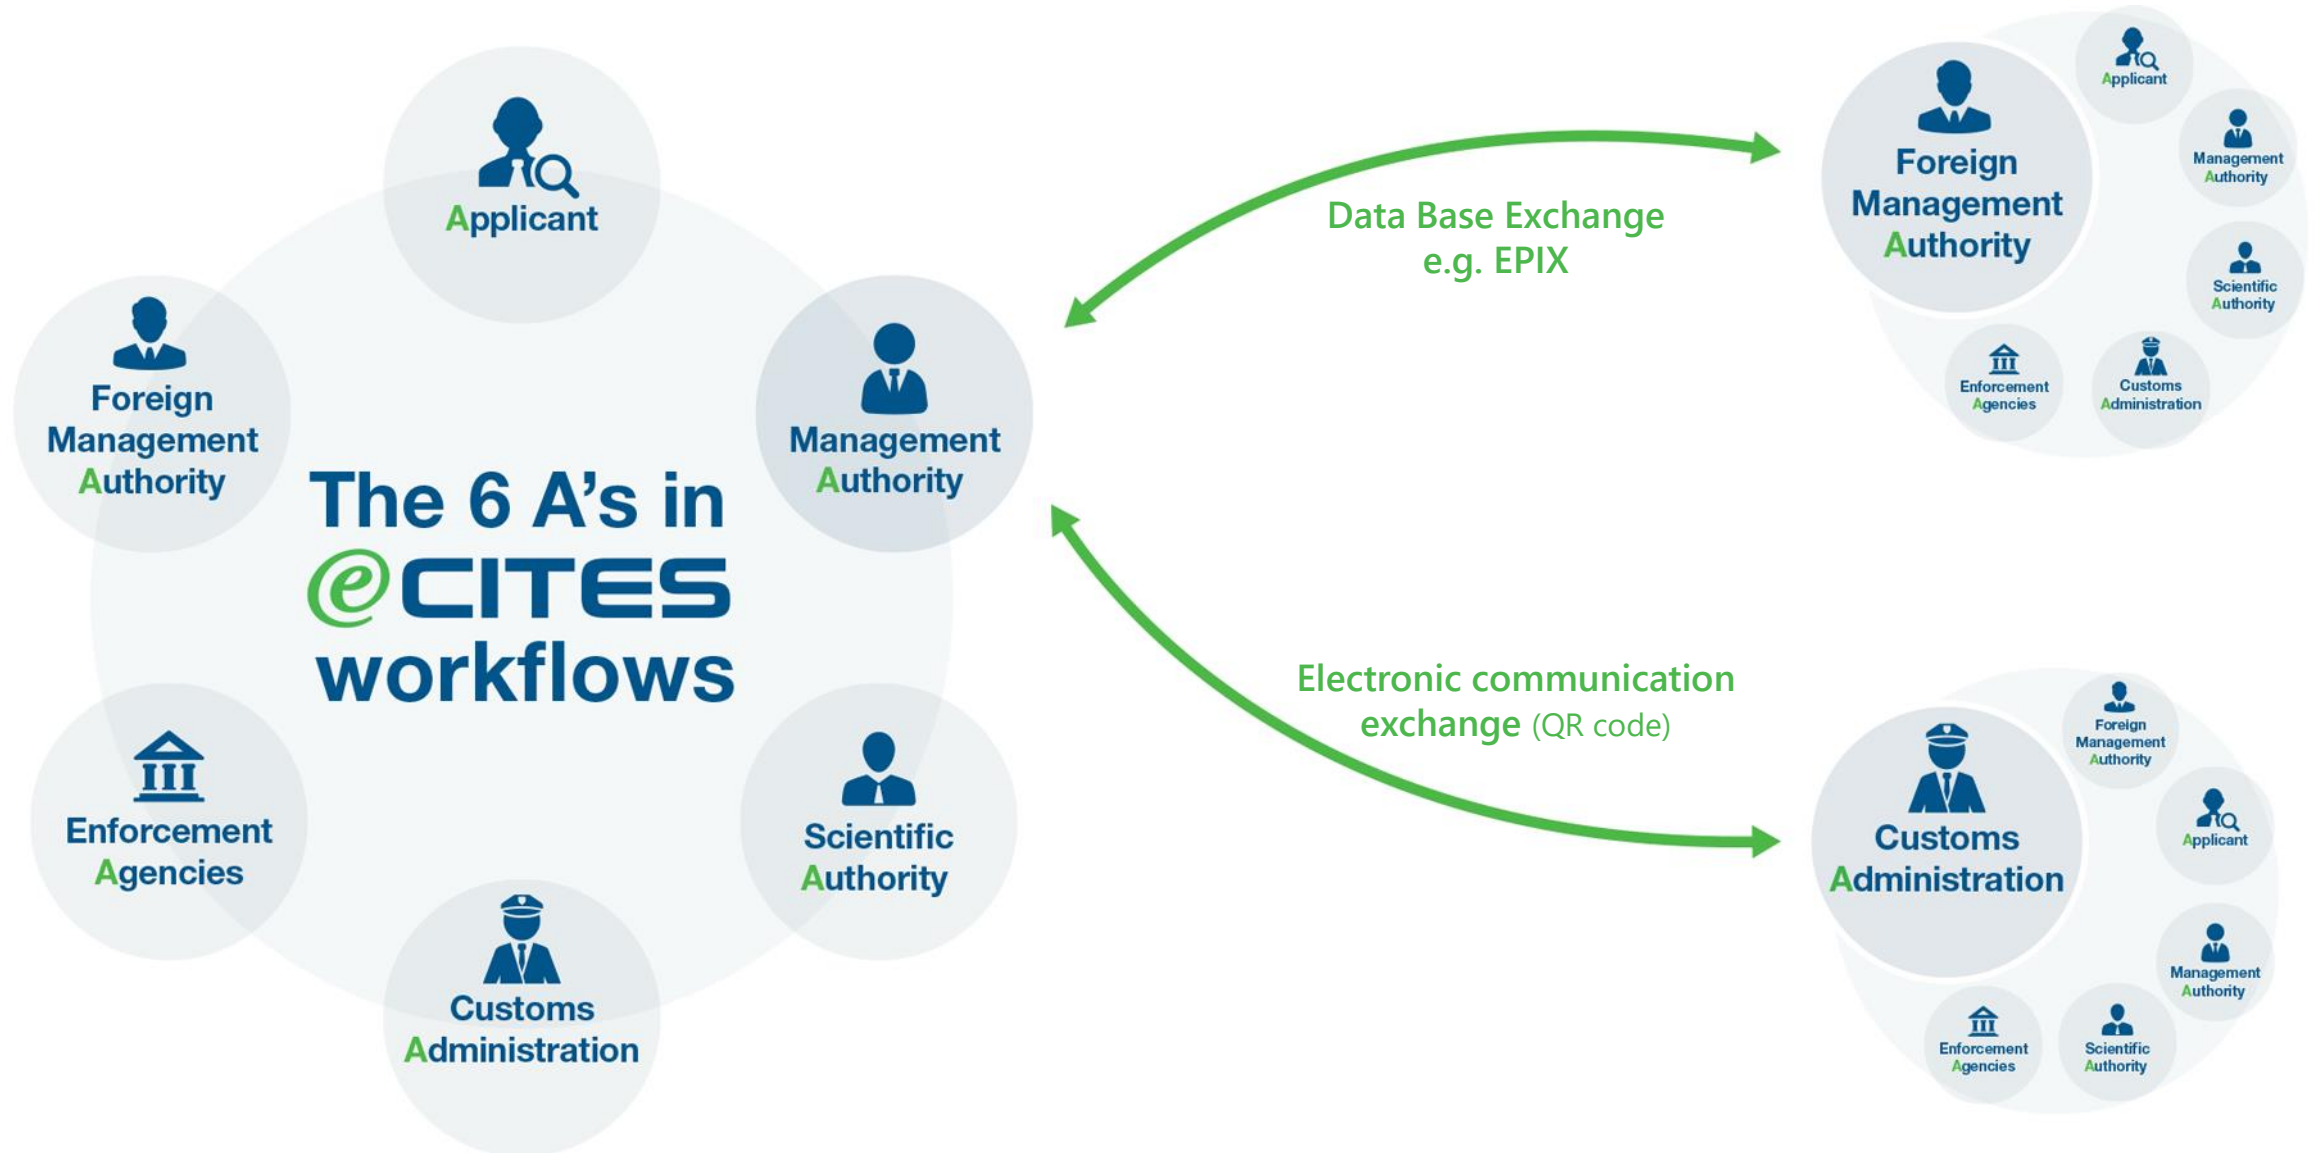 Applicant
Foreign
Management
Authority
Management
Authority
The 6 A's in
eCITES
workflows
Enforcement
Agencies
Scientific
Authority
Customs
Administration
Data Base Exchange
e.g. EPIX
Electronic communication
exchange (QR code)
Foreign
Management
Authority
Applicant
Management
Authority
Scientific
Authority
Customs
Administration
Enforcement
Agencies
Customs
Administration
Foreign
Management
Authority
Applicant
Management
Authority
Scientific
Authority
Enforcement
Agencies